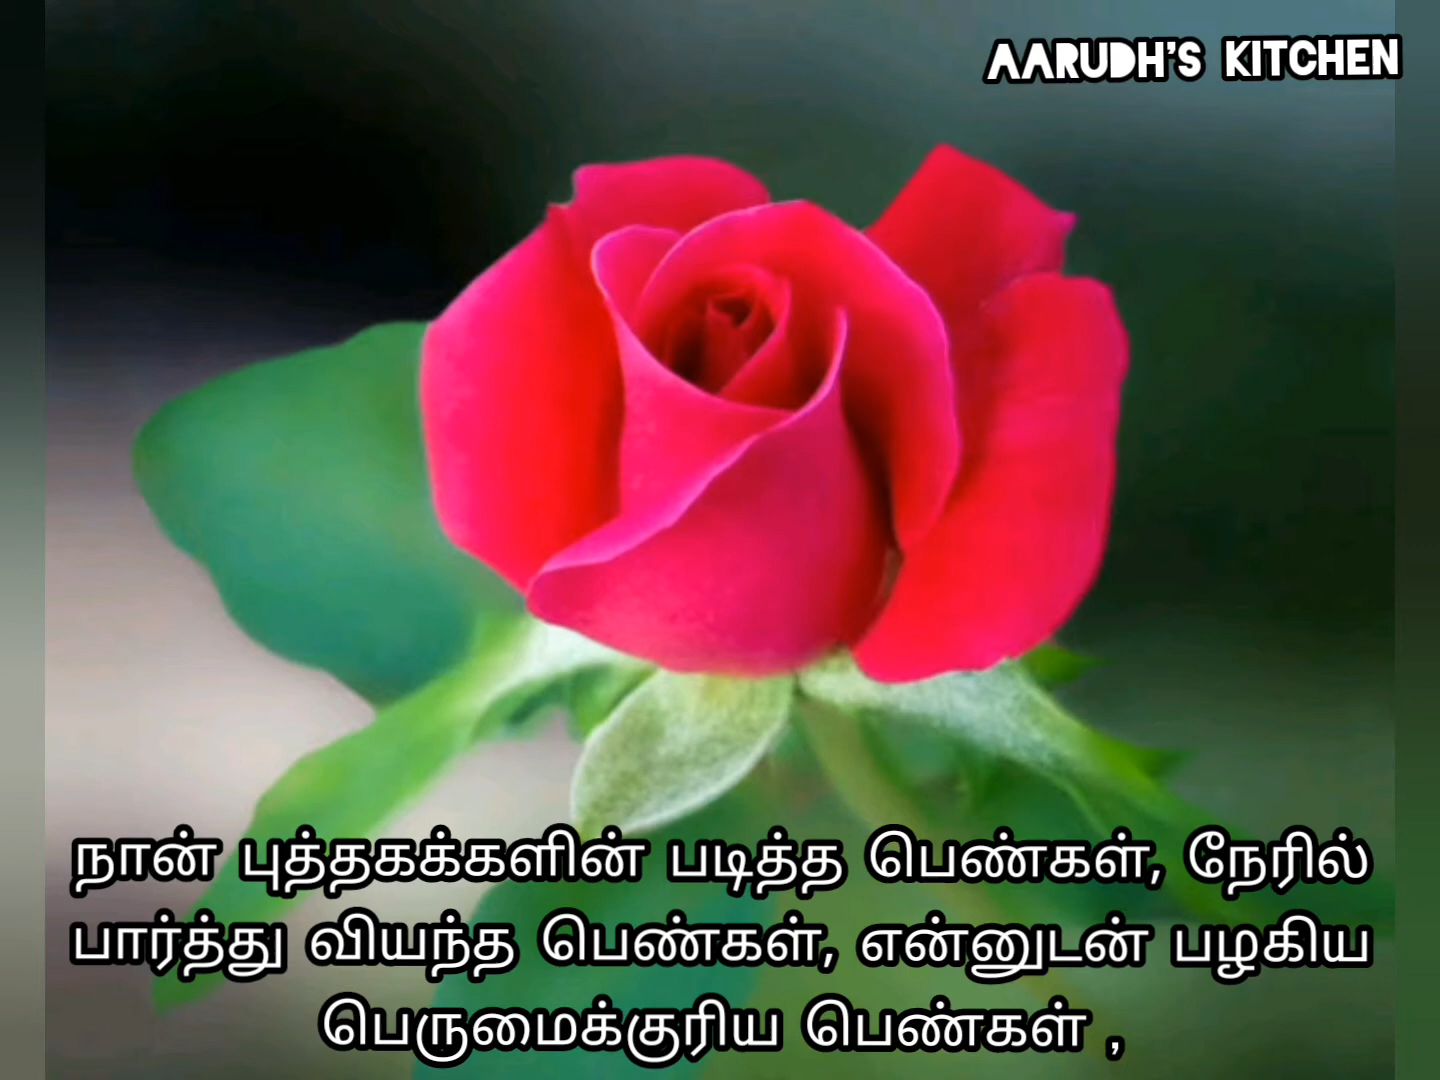 AARUDH'S KITCHEN
நான் புத்தகக்களின் படித்த பெண்கள், நேரில்
பார்த்து வியந்த பெண்கள், என்னுடன் பழகிய
பெருமைக்குரிய பெண்கள் ,